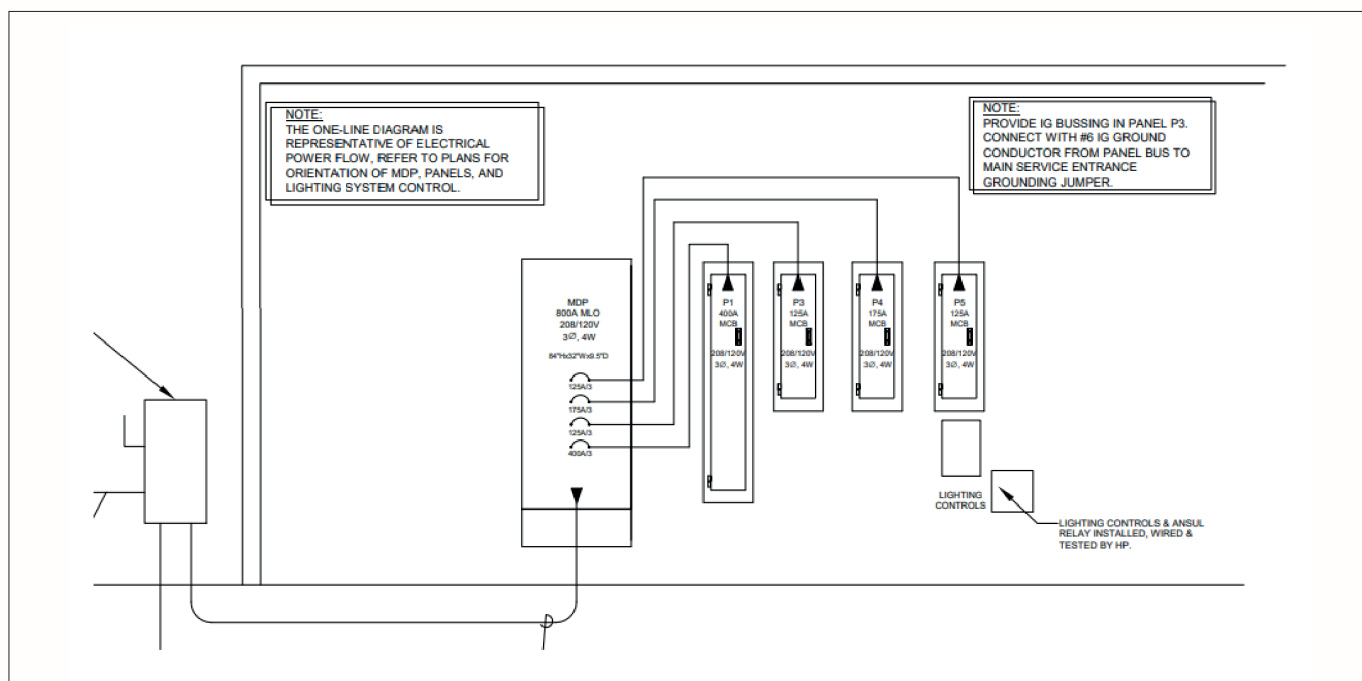 NOTE:
THE ONE-LINE DIAGRAM IS
REPRESENTATIVE OF ELECTRICAL
POWER FLOW, REFER TO PLANS FOR
ORIENTATION OF MDP, PANELS, AND
LIGHTING SYSTEM CONTROL.
NOTE:
PROVIDE IG BUSSING IN PANEL P3.
CONNECT WITH #6 IG GROUND
CONDUCTOR FROM PANEL BUS TO
MAIN SERVICE ENTRANCE
GROUNDING JUMPER.
MDP
800A MLO
208/120V
3∅, 4W
84"Hx32"Wx9.5"D
125A/3
175A/3
125A/3
400A/3
P1
400A
MCB
208/120V
3∅, 4W
P3
125A
MCB
208/120V
3∅, 4W
P4
175A
MCB
208/120V
3∅, 4W
P5
125A
MCB
208/120V
3∅, 4W
LIGHTING
CONTROLS
LIGHTING CONTROLS & ANSUL
RELAY INSTALLED, WIRED &
TESTED BY HP.